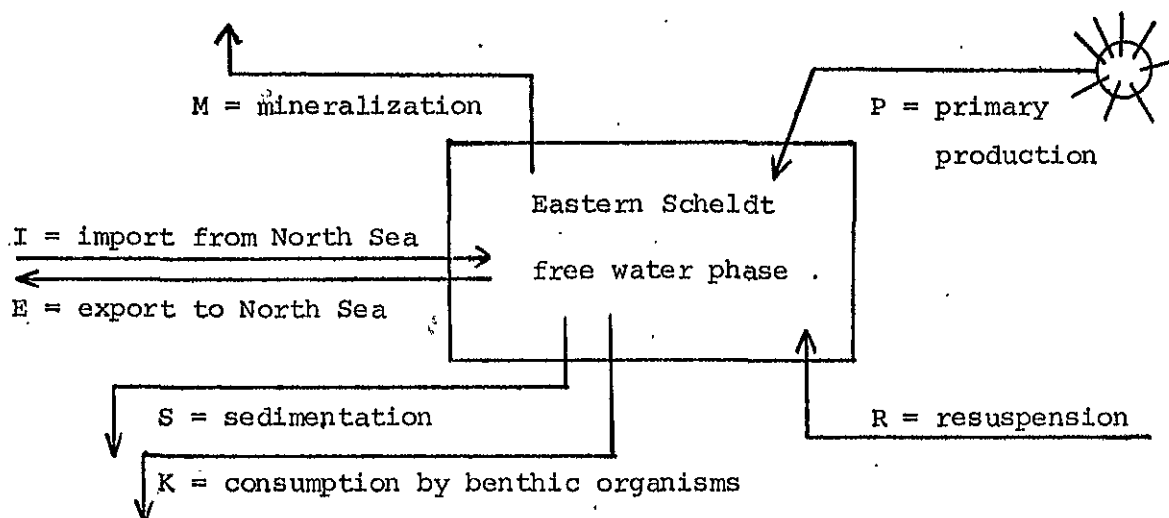 M = mineralization
P = primary
production
Eastern Scheldt
I = import from North Sea
free water phase
E = export to North Sea
S = sedimentation
R = resuspension
K = consumption by benthic organisms